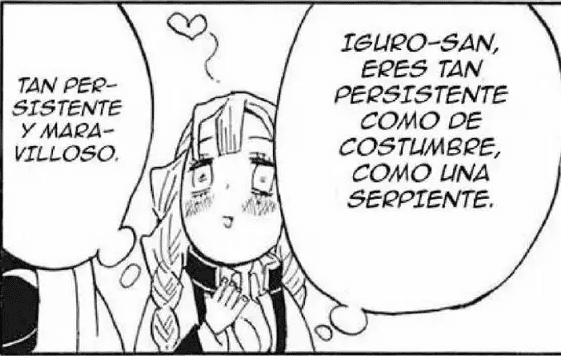 IGURO-SAN,
ERES TAN
PERSISTENTE
COMO DE
COSTUMBRE,
COMO UNA
SERPIENTE.
TAN PER-
SISTENTE
Y MARA-
VILLOSO.